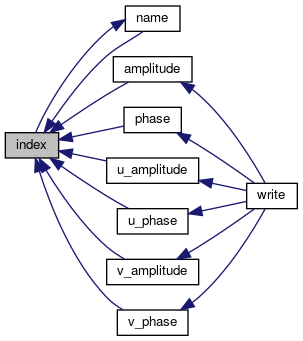 name
amplitude
phase
index
u_amplitude
write
u_phase
v_amplitude
v_phase